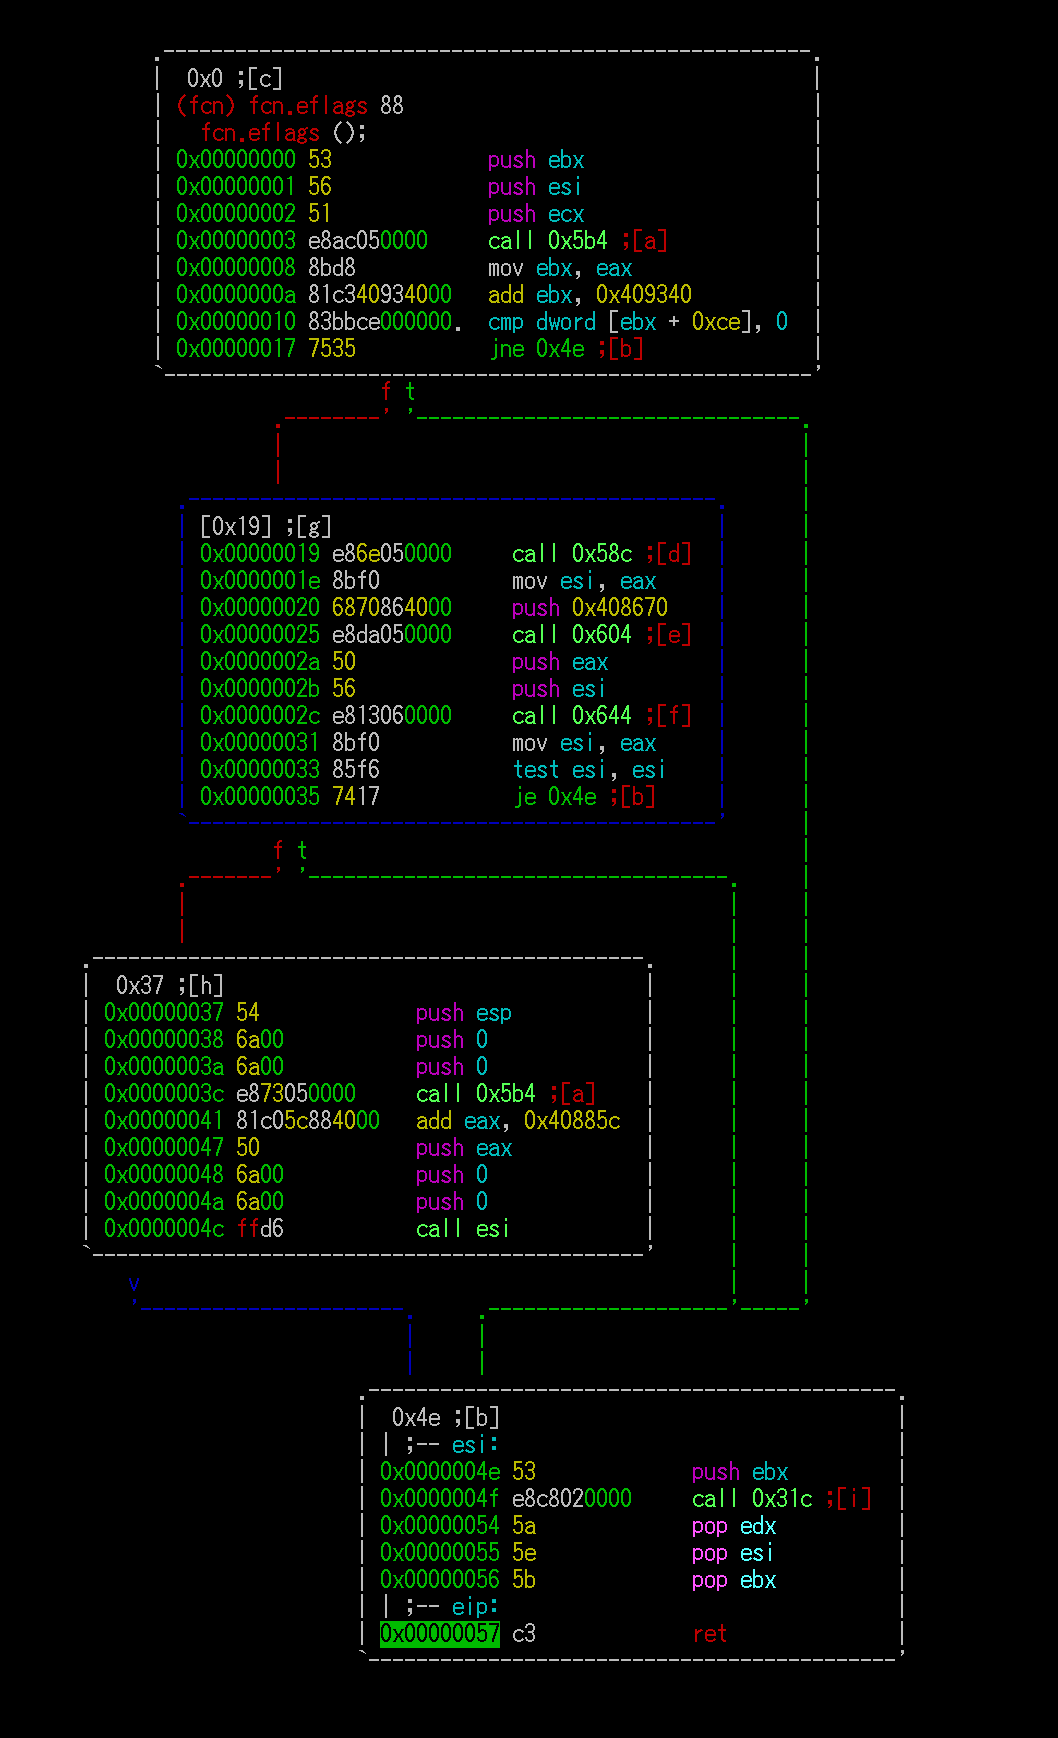 0x0 ;[c]
(fcn) fcn.eflags 88
fcn.eflags ();
0x00000000 53 push ebx
0x00000001 56 push esi
0x00000002 51 push ecx
0x00000003 e8ac050000 call 0x5b4 ;[a]
0x00000008 8bd8 mov ebx, eax
0x0000000a 81c340934000 add ebx, 0x409340
0x00000010 83bbce000000. cmp dword [ebx + 0xce], 0
0x00000017 7535 jne 0x4e ;[b]
f t
[0x19] ;[g]
0x00000019 e86e050000 call 0x58c ;[d]
0x0000001e 8bf0 mov esi, eax
0x00000020 6870864000 push 0x408670
0x00000025 e8da050000 call 0x604 ;[e]
0x0000002a 50 push eax
0x0000002b 56 push esi
0x0000002c e813060000 call 0x644 ;[f]
0x00000031 8bf0 mov esi, eax
0x00000033 85f6 test esi, esi
0x00000035 7417 je 0x4e ;[b]
f t
0x37 ;[h]
0x00000037 54 push esp
0x00000038 6a00 push 0
0x0000003a 6a00 push 0
0x0000003c e873050000 call 0x5b4 ;[a]
0x00000041 81c05c884000 add eax, 0x40885c
0x00000047 50 push eax
0x00000048 6a00 push 0
0x0000004a 6a00 push 0
0x0000004c ffd6 call esi
v
0x4e ;[b]
| ;-- esi:
0x0000004e 53 push ebx
0x0000004f e8c8020000 call 0x31c ;[i]
0x00000054 5a pop edx
0x00000055 5e pop esi
0x00000056 5b pop ebx
| ;-- eip:
0x00000057 c3 ret